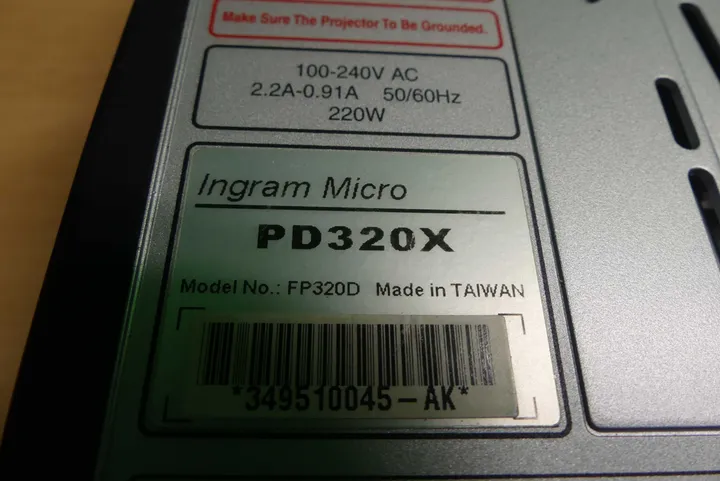 Make Sure The Projector To Be Grounded.
100-240V AC
2.2A-0.91A 50/60Hz
220W
Ingram Micro
PD320X
Model No.: FP320D Made in TAIWAN
*349510045-AK*